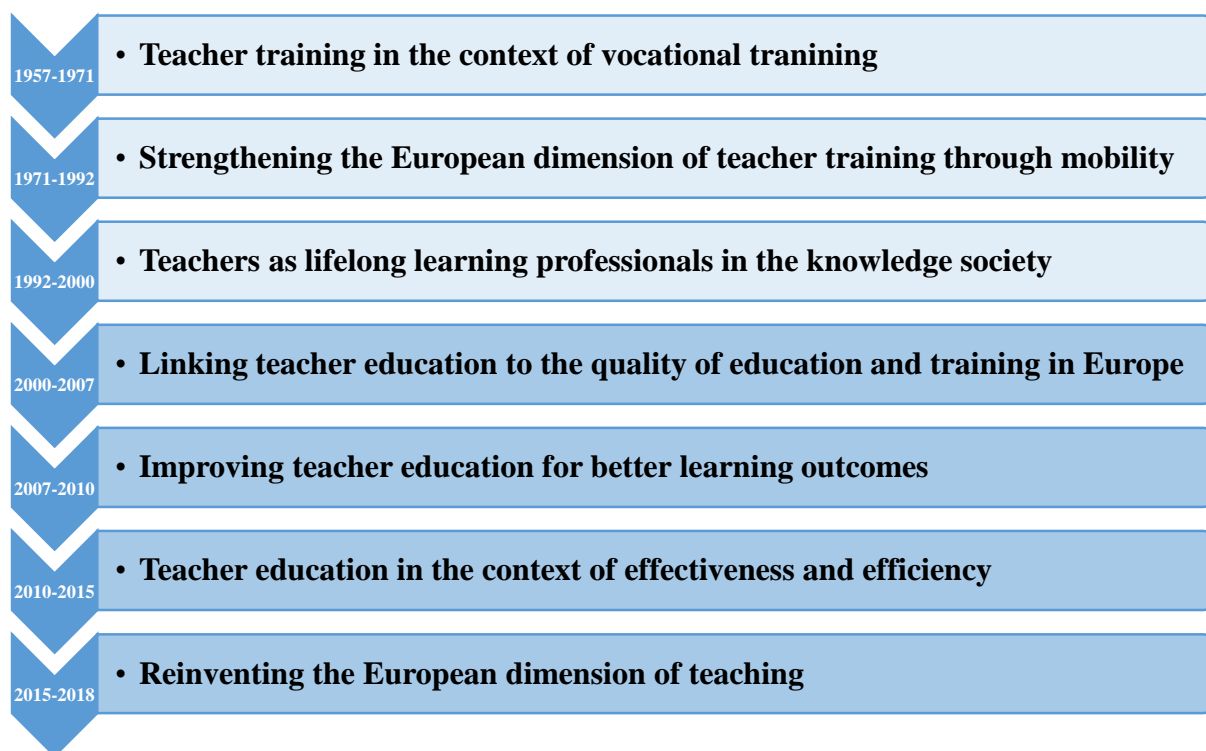 1957-1971
• Teacher training in the context of vocational tranining
1971-1992
• Strengthening the European dimension of teacher training through mobility
1992-2000
• Teachers as lifelong learning professionals in the knowledge society
2000-2007
• Linking teacher education to the quality of education and training in Europe
2007-2010
• Improving teacher education for better learning outcomes
2010-2015
• Teacher education in the context of effectiveness and efficiency
2015-2018
• Reinventing the European dimension of teaching